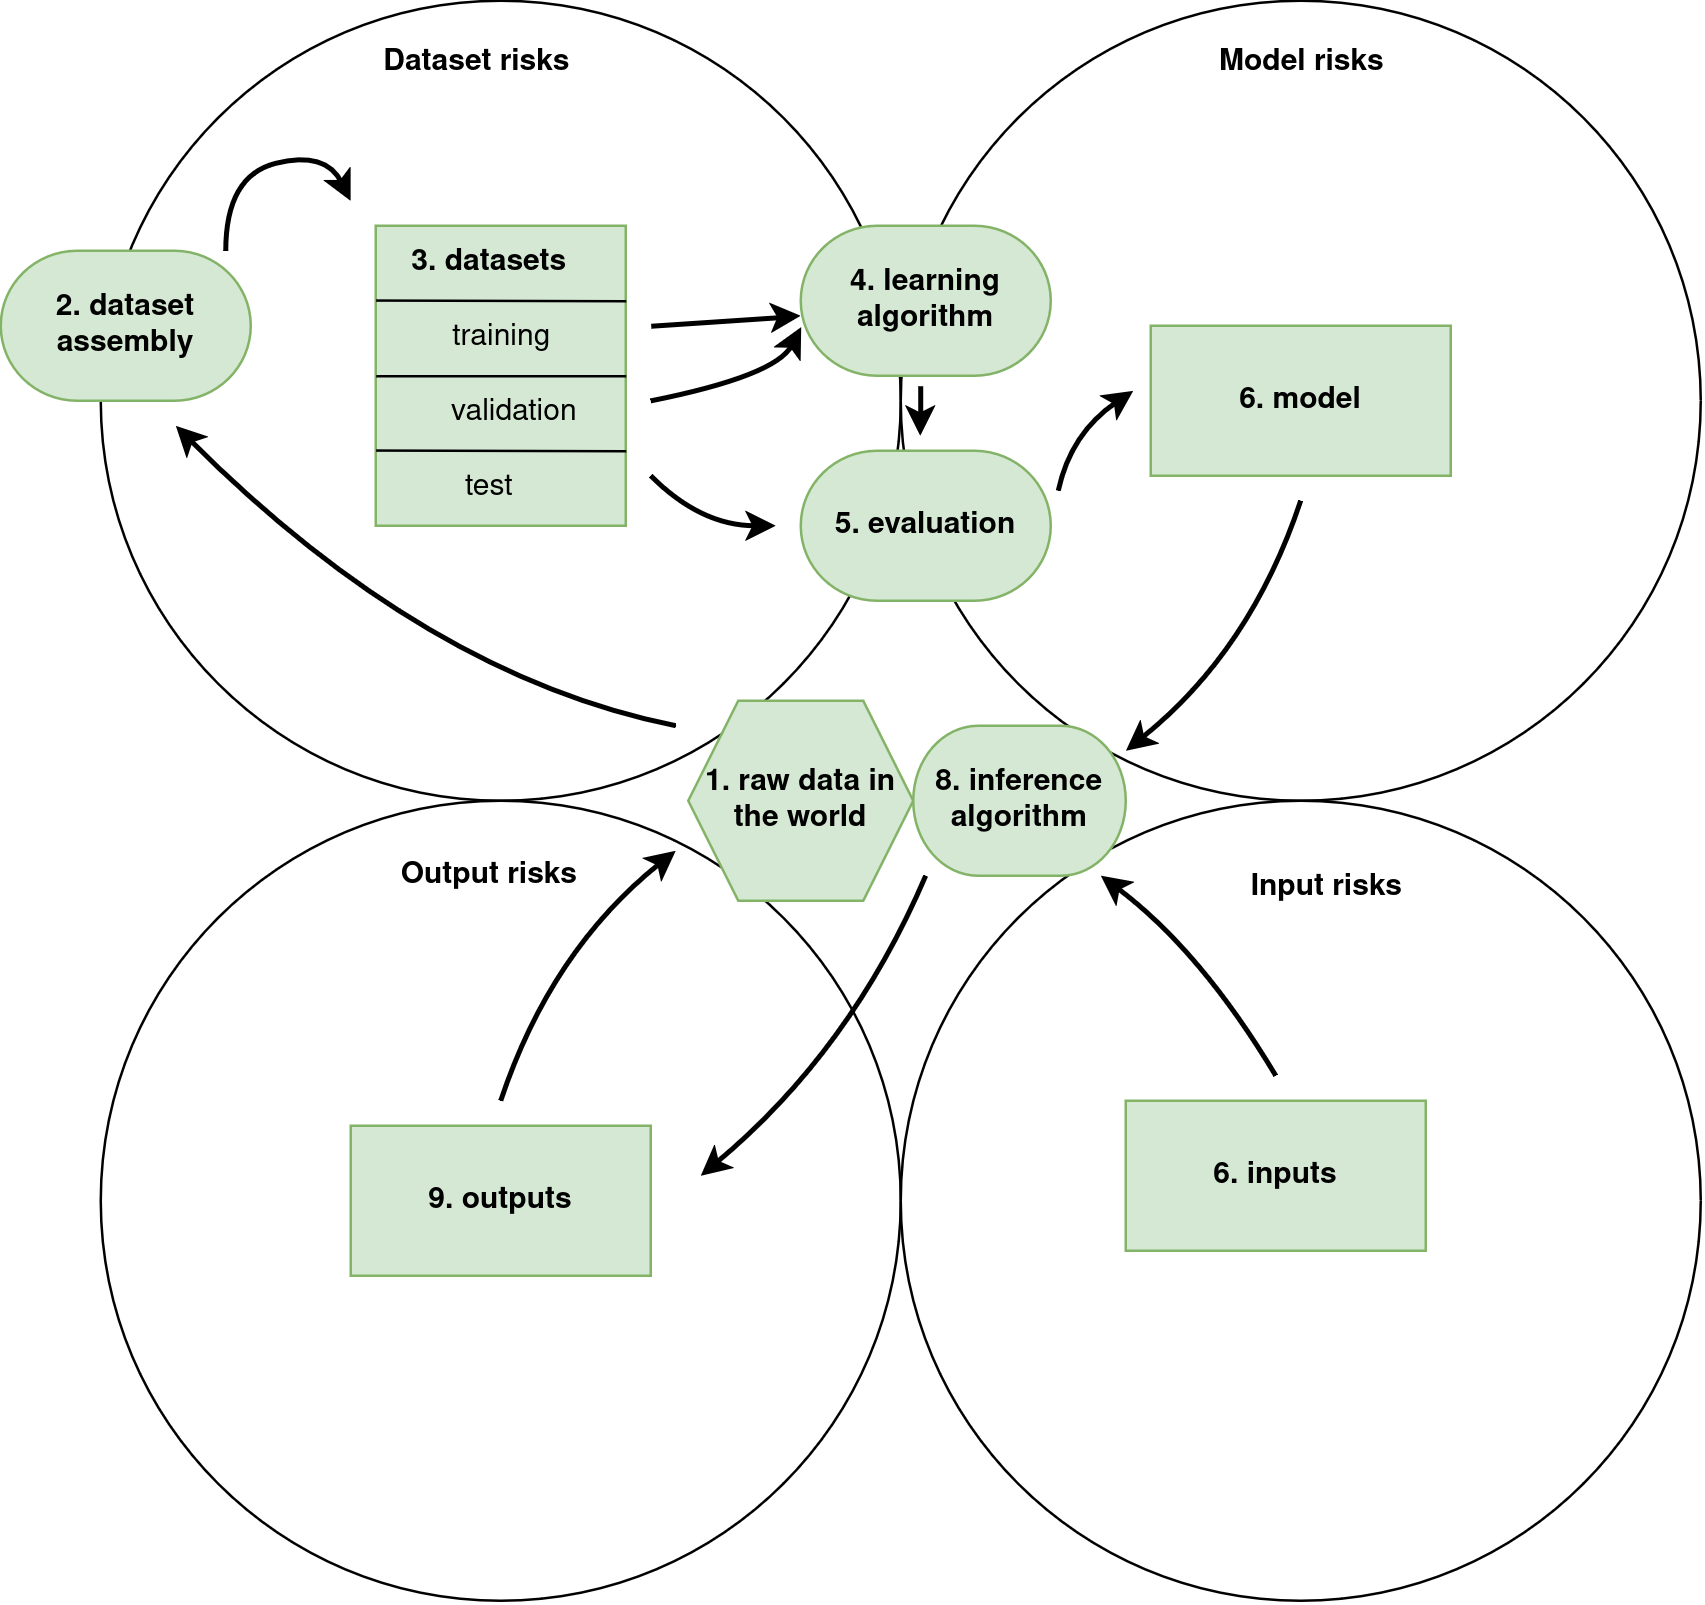 Dataset risks
Model risks
2. dataset
assembly
3. datasets
training
validation
test
4. learning
algorithm
5. evaluation
6. model
1. raw data in
the world
8. inference
algorithm
Output risks
Input risks
9. outputs
6. inputs